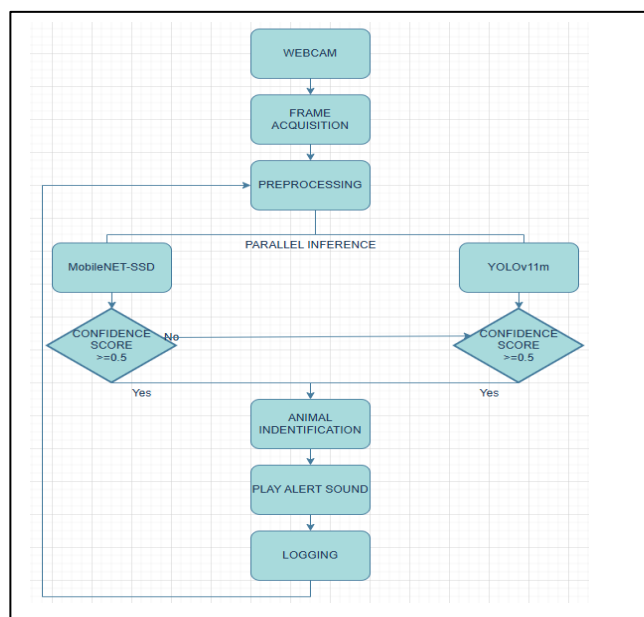 WEBCAM
FRAME
ACQUISITION
PREPROCESSING
PARALLEL INFERENCE
MobileNET-SSD
YOLOv11m
CONFIDENCE
SCORE
>=0.5
No
CONFIDENCE
SCORE
>=0.5
Yes
Yes
ANIMAL
INDENTIFICATION
PLAY ALERT SOUND
LOGGING